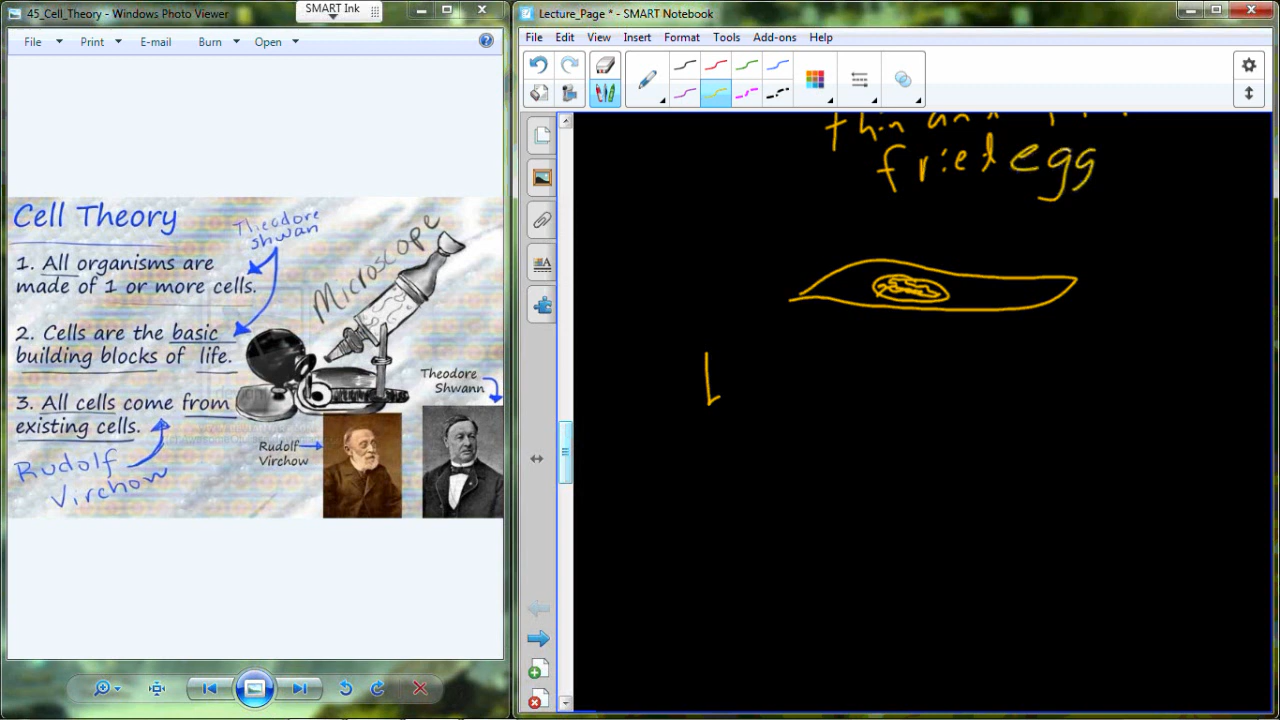 45_Cell_Theory - Windows Photo Viewer
SMART Ink
File Print E-mail Burn Open
Cell Theory
Theodore
shwan
1. All organisms are
made of 1 or more cells.
Microscope
2. Cells are the basic
building blocks of life.
3. All cells come from
existing cells.
Rudolf
Virchow
Theodore
Shwann
Rudolf
Virchow
Lecture_Page * - SMART Notebook
File Edit View Insert Format Tools Add-ons Help
thin
fried egg